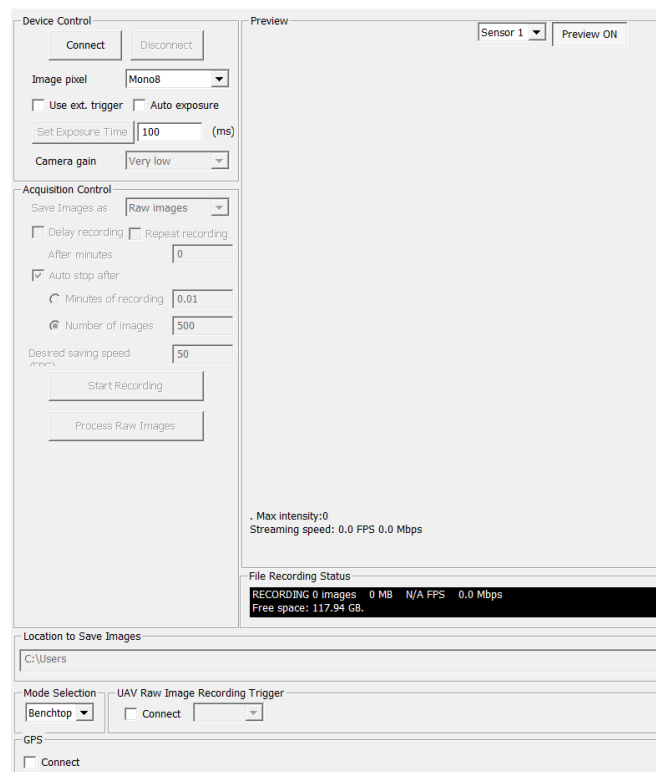 Device Control
Connect Disconnect
Image pixel Mono8
Use ext. trigger Auto exposure
Set Exposure Time 100 (ms)
Camera gain Very low
Acquisition Control
Save Images as Raw images
Delay recording Repeat recording
After minutes 0
Auto stop after
Minutes of recording 0.01
Number of images 500
Desired saving speed 50
(FPS)
Start Recording
Process Raw Images
Preview
Sensor 1 Preview ON
. Max intensity:0
Streaming speed: 0.0 FPS 0.0 Mbps
File Recording Status
RECORDING 0 images 0 MB N/A FPS 0.0 Mbps
Free space: 117.94 GB.
Location to Save Images
C:\Users
Mode Selection
Benchtop
UAV Raw Image Recording Trigger
Connect
GPS
Connect